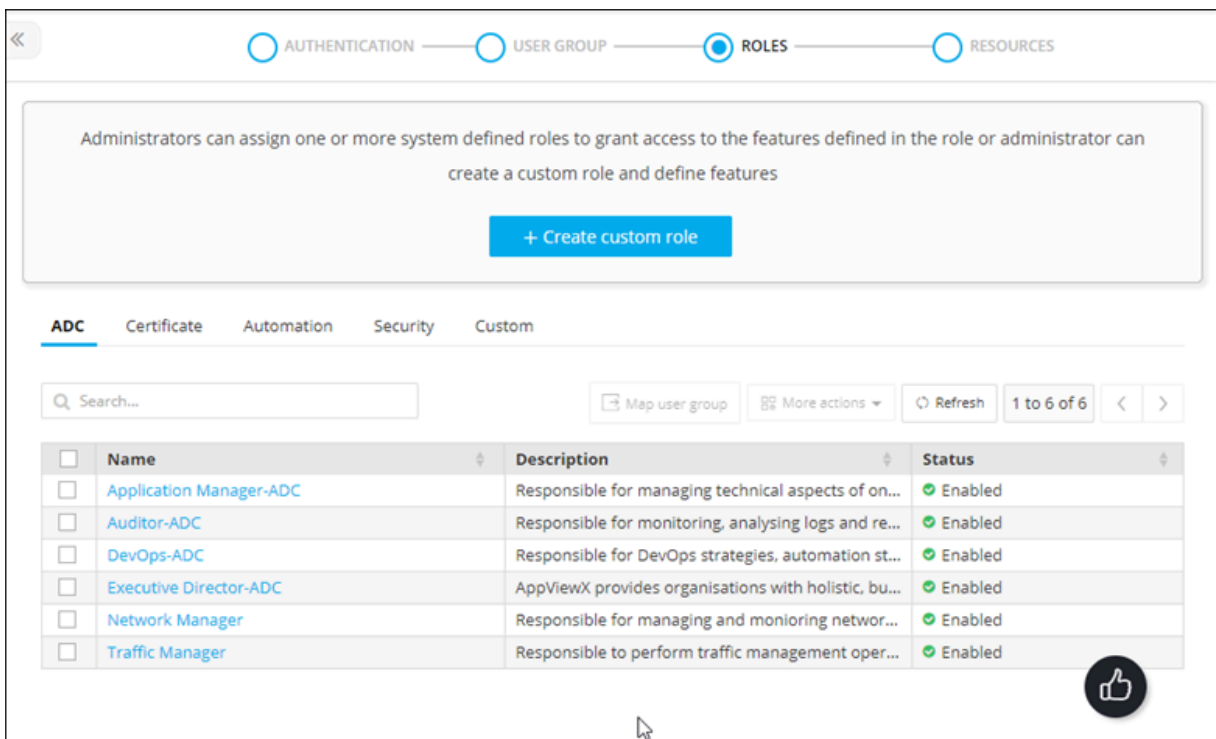 AUTHENTICATION USER GROUP ROLES RESOURCES
Administrators can assign one or more system defined roles to grant access to the features defined in the role or administrator can
create a custom role and define features
+ Create custom role
ADC Certificate Automation Security Custom
Search... Map user group More actions Refresh 1 to 6 of 6
Name Description Status
Application Manager-ADC Responsible for managing technical aspects of on... Enabled
Auditor-ADC Responsible for monitoring, analysing logs and re... Enabled
DevOps-ADC Responsible for DevOps strategies, automation st... Enabled
Executive Director-ADC AppViewX provides organisations with holistic, bu... Enabled
Network Manager Responsible for managing and monioring networ... Enabled
Traffic Manager Responsible to perform traffic management oper... Enabled